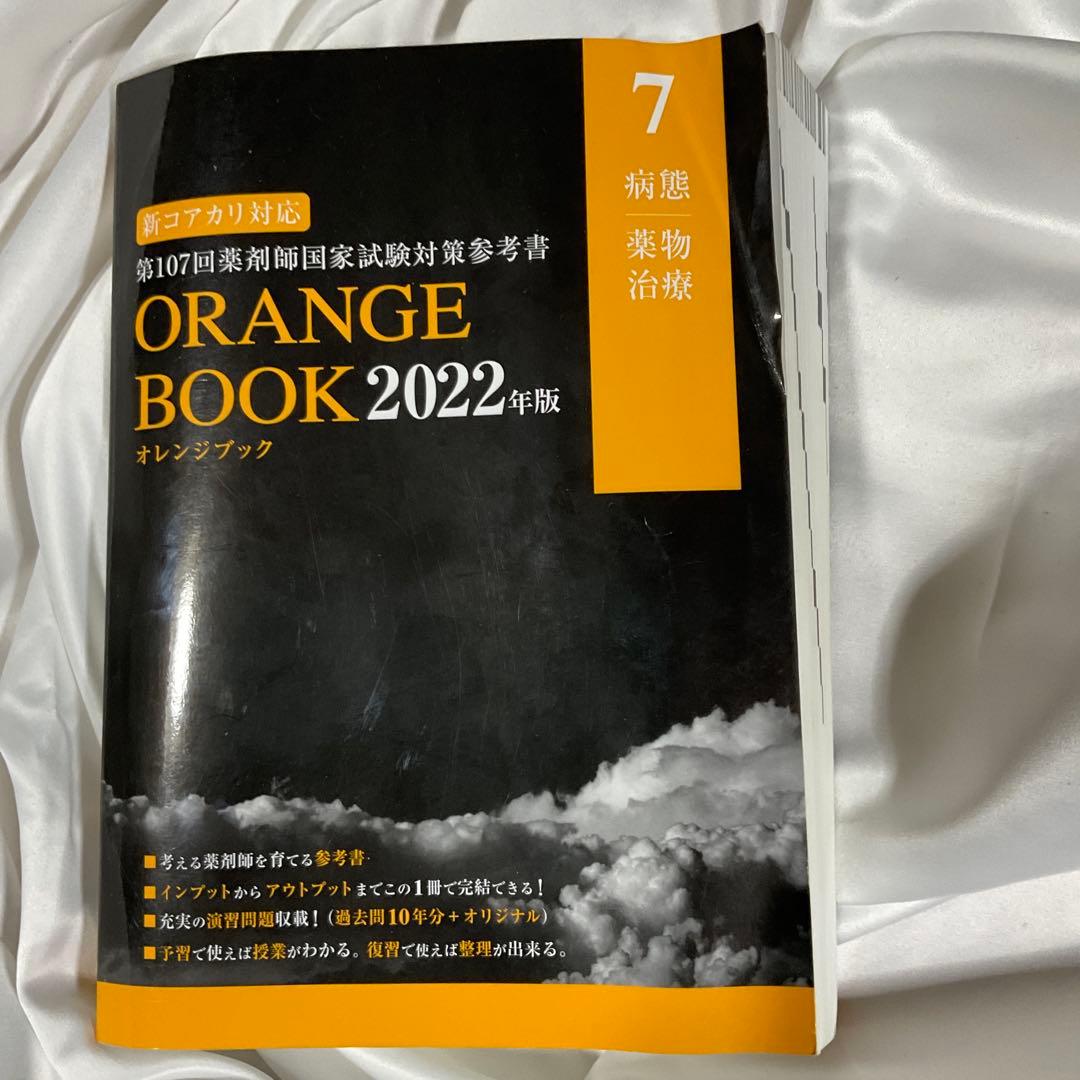 7
病態
薬物
治療
新コアカリ対応
第107回薬剤師国家試験対策参考書
ORANGE
BOOK 2022年版
オレンジブック
■考える薬剤師を育てる参考書
■インプットからアウトプットまでこの1冊で完結できる!
■充実の演習問題収載!(過去問10年分+オリジナル)
■予習で使えば授業がわかる。復習で使えば整理が出来る。